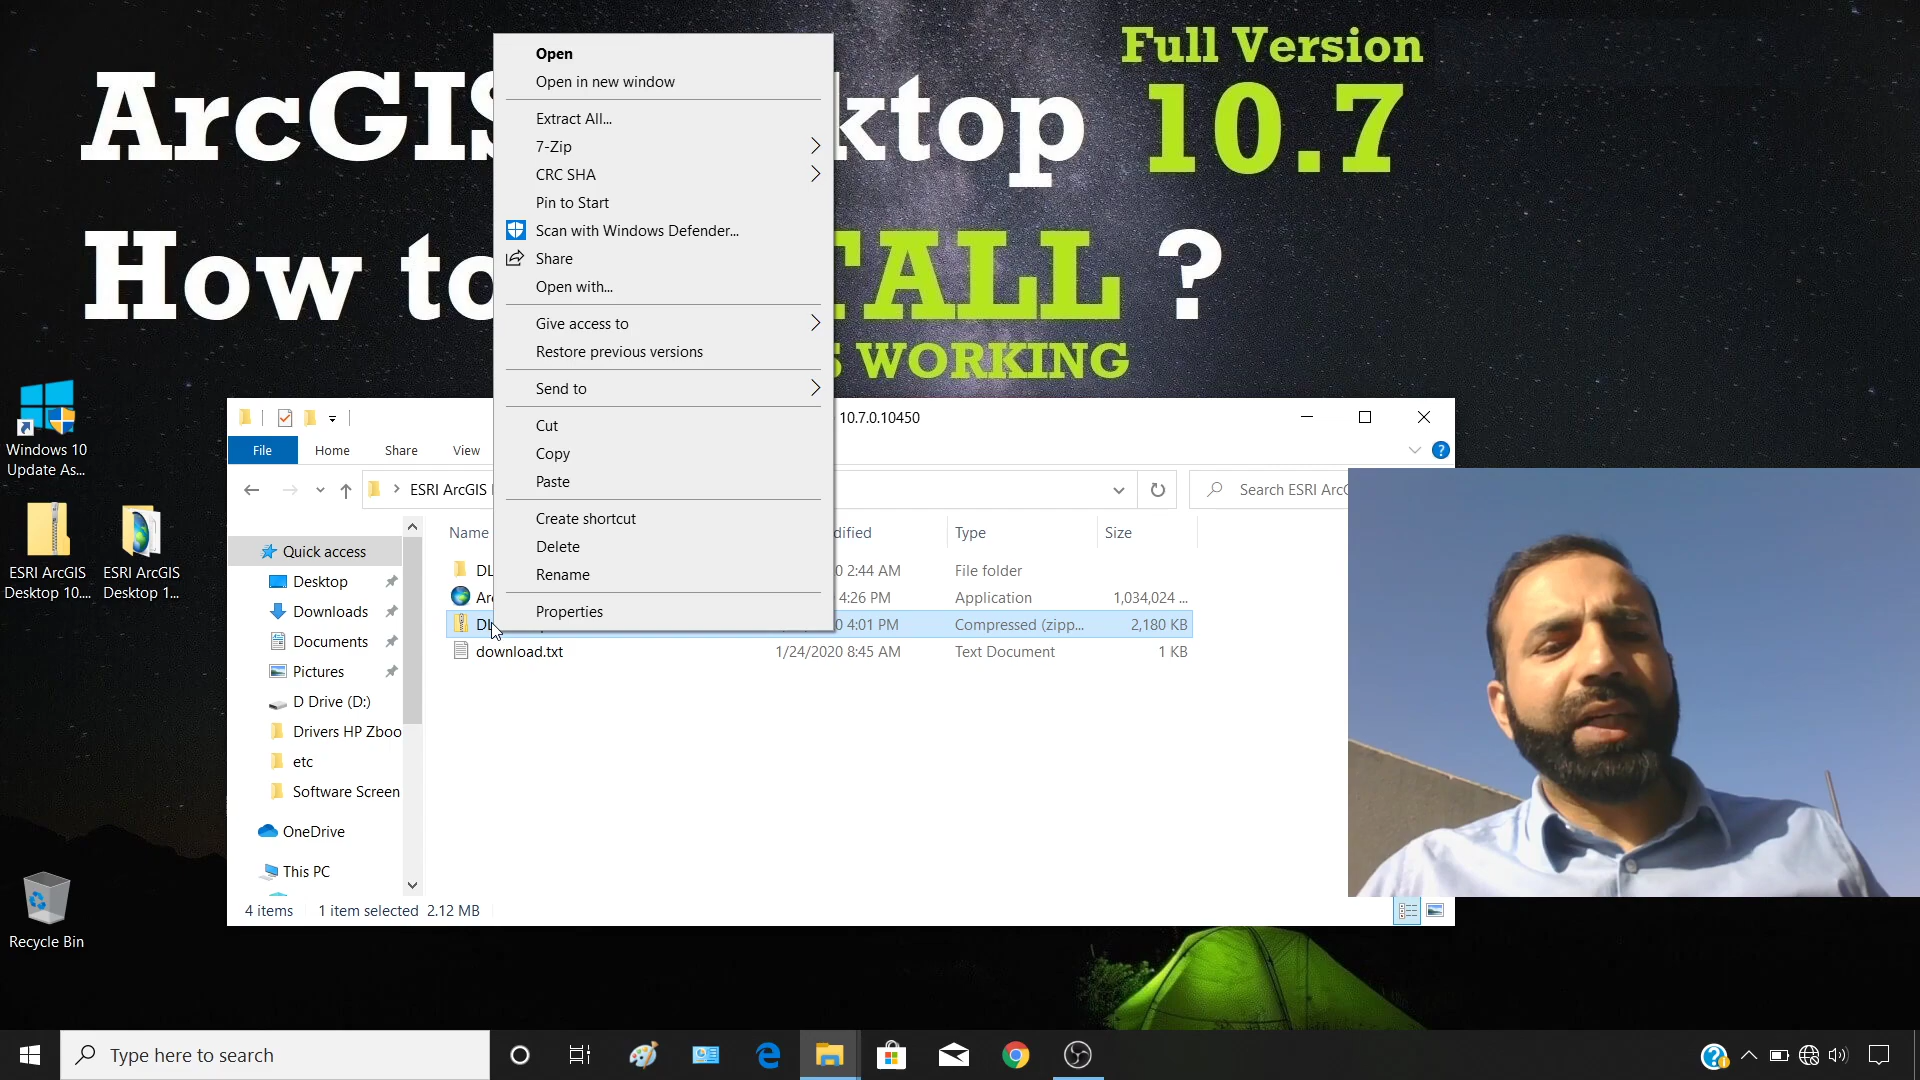 Full Version
ArcGIS ktop 10.7
How to TALL ?
WORKING
Open
Open in new window
Extract All...
7-Zip
CRC SHA
Pin to Start
Scan with Windows Defender...
Share
Open with...
Give access to
Restore previous versions
Send to
Cut
Copy
Paste
Create shortcut
Delete
Rename
Properties
Windows 10
Update As...
ESRI ArcGIS
Desktop 10....
ESRI ArcGIS
Desktop 1...
Recycle Bin
10.7.0.10450
File Home Share View
ESRI ArcGIS
Search ESRI ArcG
Name dified Type Size
Quick access
Desktop
Downloads
Documents
Pictures
D Drive (D:)
Drivers HP Zboo
etc
Software Screen
OneDrive
This PC
DL 0 2:44 AM File folder
Arc 4:26 PM Application 1,034,024 ...
DL 0 4:01 PM Compressed (zipp... 2,180 KB
download.txt 1/24/2020 8:45 AM Text Document 1 KB
4 items 1 item selected 2.12 MB
Type here to search